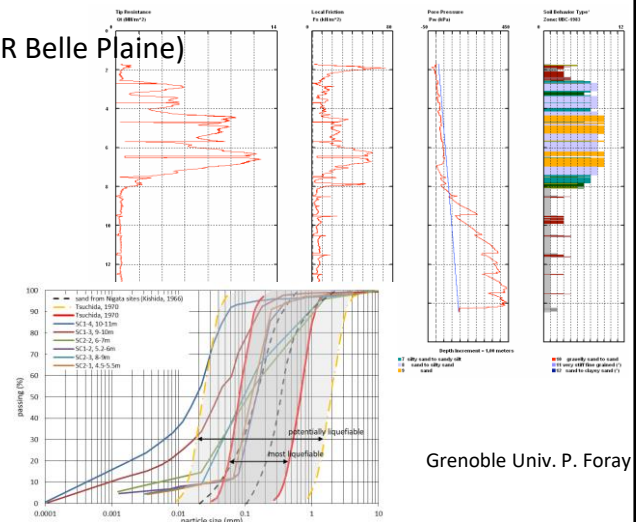 Tip Resistance
Local Friction
Pore Pressure
Soil Behavior Type*
Zone: UBC-1983
14
-50
450
12
R Belle Plaine)
2
4
6
8
10
12
Depth Increment = 1,00 meters
silty sand to sandy silt
sand to silty sand
sand
gravelly sand to sand
very stiff fine grained (*)
sand to clayey sand (*)
100
90
80
70
60
50
40
30
20
10
0
passing (%)
sand from Nigata sites (Kishida, 1966)
Tsuchida, 1970
Tsuchida, 1970
SC1-4, 10-11m
SC1-3, 9-10m
SC2-2, 6-7m
SC1-2, 5.2-6m
SC2-3, 8-9m
SC2-1, 4.5-5.5m
potentially liquefiable
most liquefiable
0.0001
0.001
0.01
0.1
1
10
particle size (mm)
Grenoble Univ. P. Foray